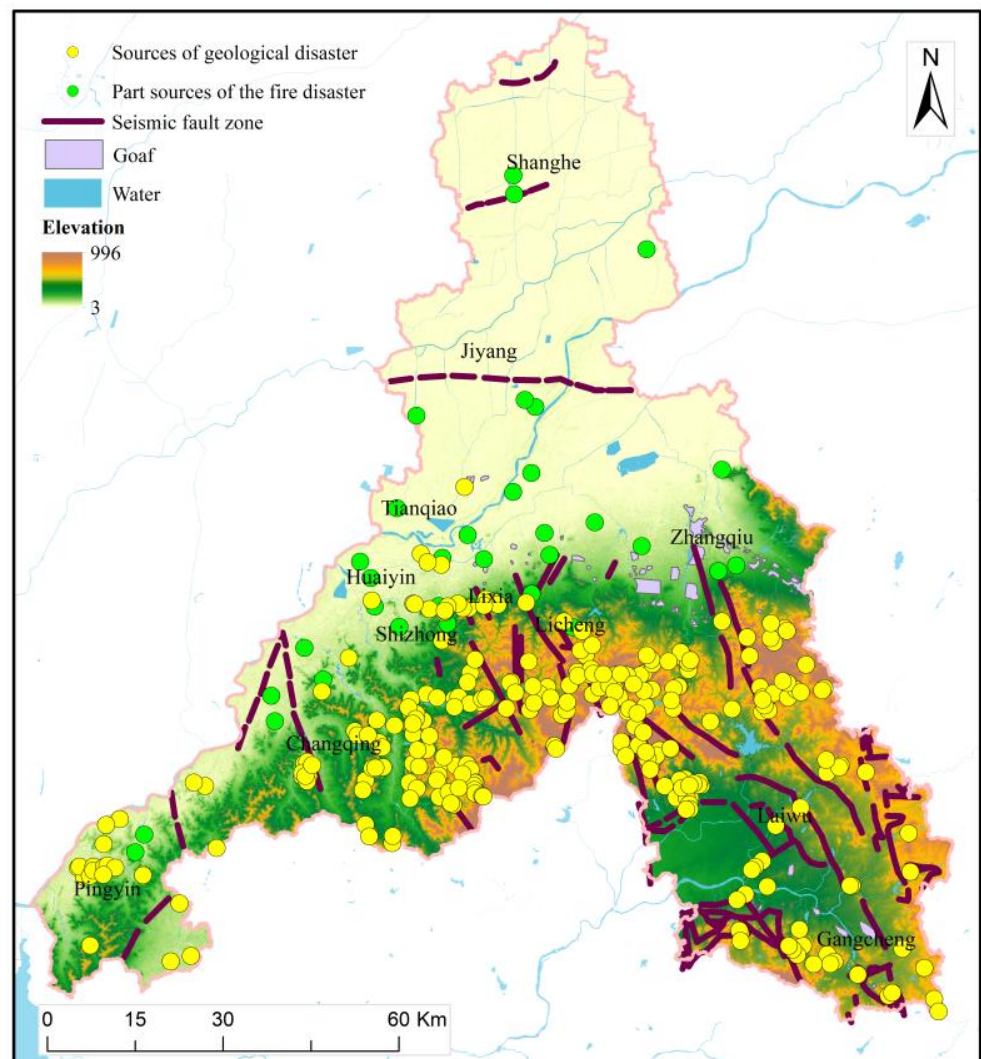 Sources of geological disaster
Part sources of the fire disaster
Seismic fault zone
Goaf
Water
Elevation
996
3
N
Shanghe
Jiyang
Tianqiao
Zhangqiu
Huaiyin
Lixia
Shizhong
Licheng
Changqing
Laiwu
Pingyin
Gangcheng
0 15 30 60 Km